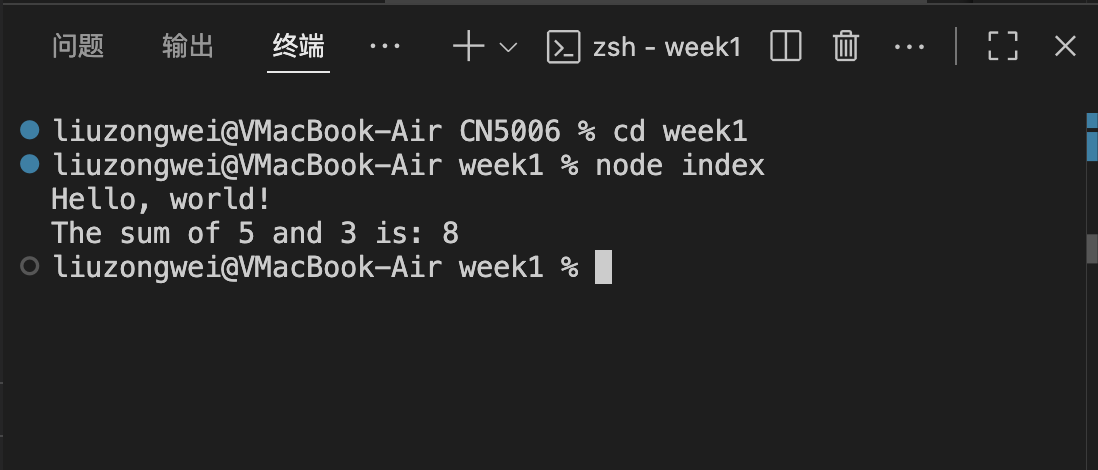 问题 输出 终端 ··· zsh - week1 ···
liuzongwei@VMacBook-Air CN5006 % cd week1
liuzongwei@VMacBook-Air week1 % node index
Hello, world!
The sum of 5 and 3 is: 8
liuzongwei@VMacBook-Air week1 %